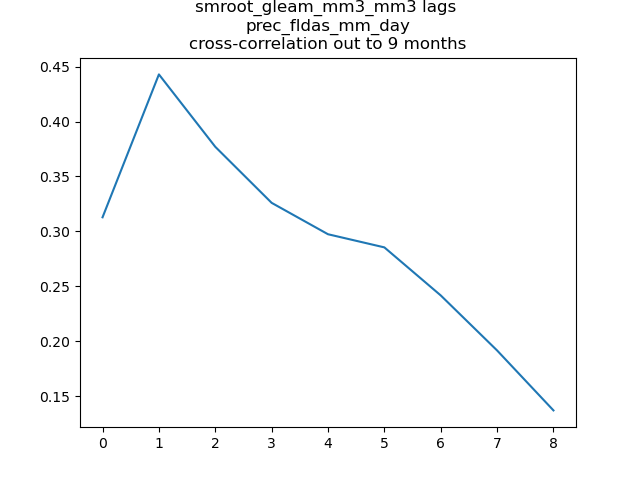 smroot_gleam_mm3_mm3 lags
prec_fldas_mm_day
cross-correlation out to 9 months
0.45
0.40
0.35
0.30
0.25
0.20
0.15
0 1 2 3 4 5 6 7 8